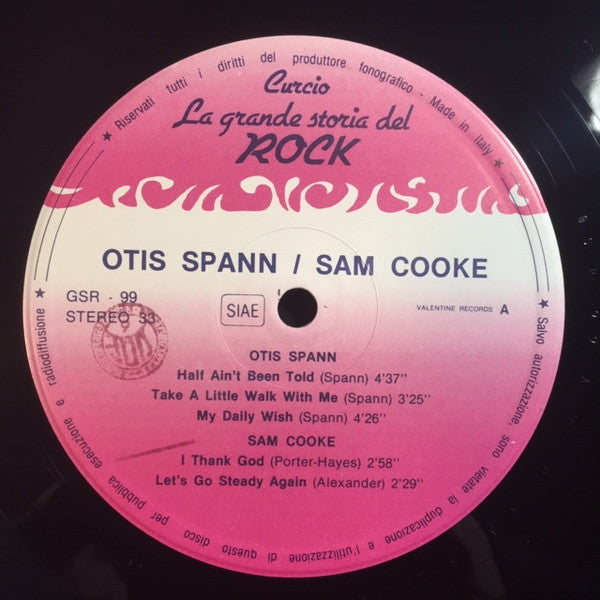 ★ Riservati tutti i diritti del produttore fonografico - Made in Italy ★
Curcio
La grande storia del
ROCK
OTIS SPANN / SAM COOKE
GSR - 99
STEREO 33
SIAE
VALENTINE RECORDS A
OTIS SPANN
Half Ain't Been Told (Spann) 4'37''
Take A Little Walk With Me (Spann) 3'25''
My Daily Wish (Spann) 4'26''
SAM COOKE
I Thank God (Porter-Hayes) 2'58''
Let's Go Steady Again (Alexander) 2'29''
★ Salvo autorizzazione, sono vietate la duplicazione e l'utilizzazione di questo disco per pubblica esecuzione e radiodiffusione ★